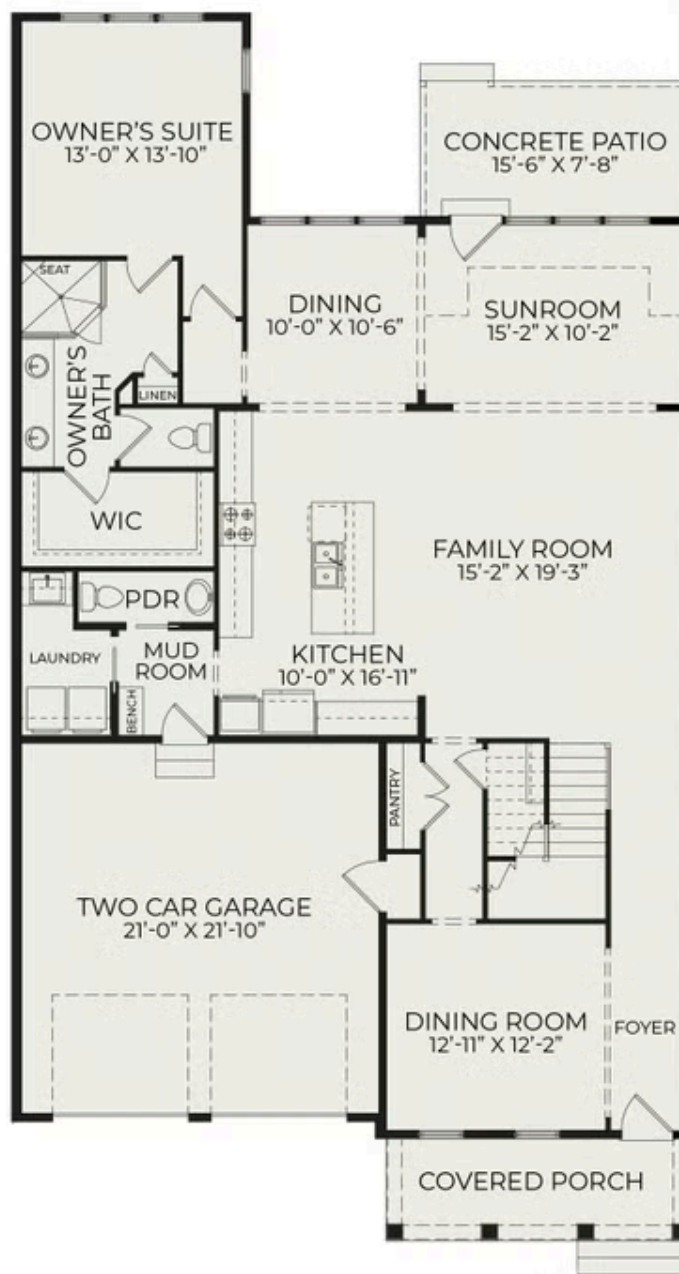 OWNER'S SUITE
13'-0" X 13'-10"
CONCRETE PATIO
15'-6" X 7'-8"
SEAT
DINING
10'-0" X 10'-6"
SUNROOM
15'-2" X 10'-2"
OWNER'S
BATH
LINEN
WIC
FAMILY ROOM
15'-2" X 19'-3"
PDR
LAUNDRY
MUD
ROOM
BENCH
KITCHEN
10'-0" X 16'-11"
PANTRY
TWO CAR GARAGE
21'-0" X 21'-10"
DINING ROOM
12'-11" X 12'-2"
FOYER
COVERED PORCH